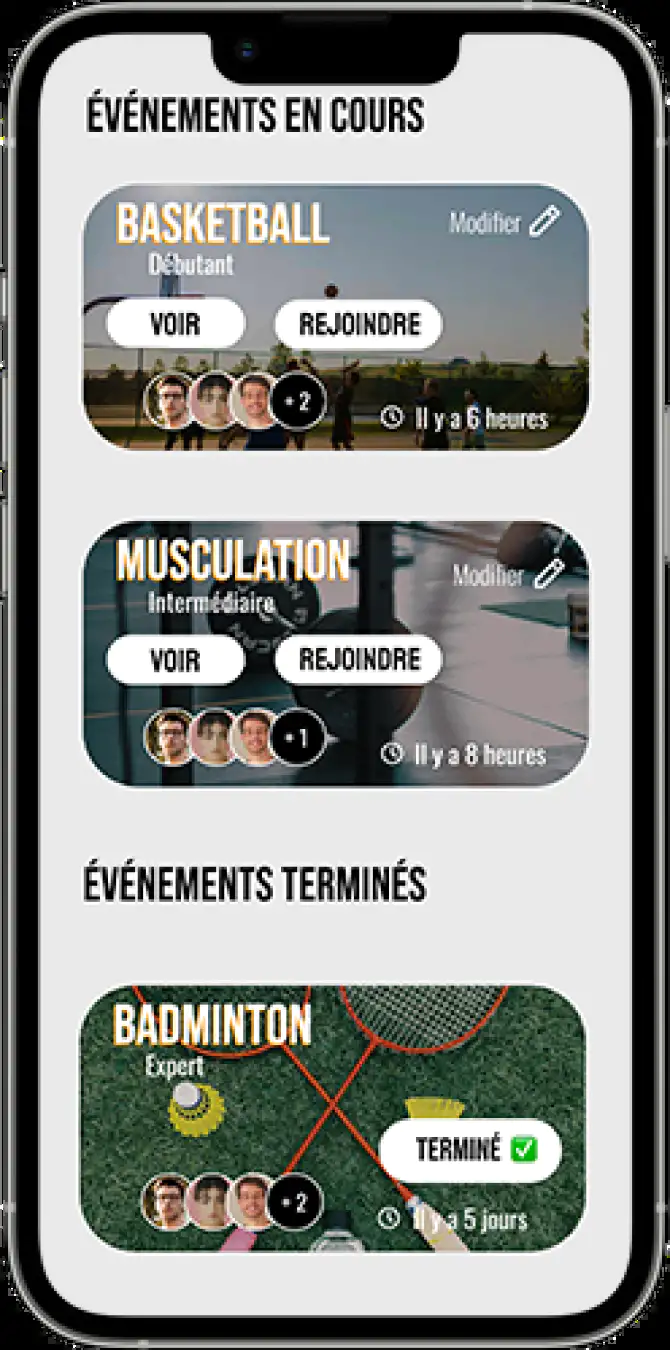 ÉVÉNEMENTS EN COURS
BASKETBALL
Modifier
Débutant
VOIR
REJOINDRE
+2
Il y a 6 heures
MUSCULATION
Modifier
Intermédiaire
VOIR
REJOINDRE
+1
Il y a 8 heures
ÉVÉNEMENTS TERMINÉS
BADMINTON
Expert
TERMINÉ ✅
+2
Il y a 5 jours